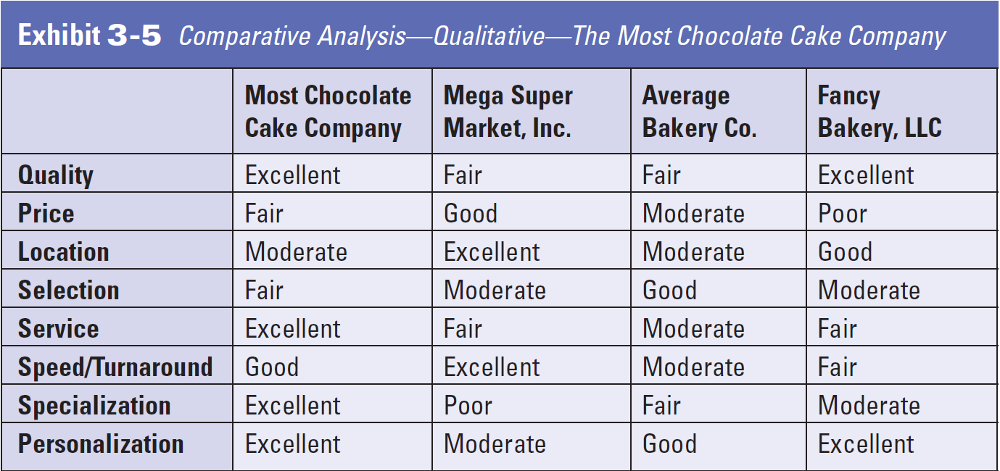 Exhibit 3-5 Comparative Analysis—Qualitative—The Most Chocolate Cake Company
Most Chocolate Cake Company Mega Super Market, Inc. Average Bakery Co. Fancy Bakery, LLC
Quality Excellent Fair Fair Excellent
Price Fair Good Moderate Poor
Location Moderate Excellent Moderate Good
Selection Fair Moderate Good Moderate
Service Excellent Fair Moderate Fair
Speed/Turnaround Good Excellent Moderate Fair
Specialization Excellent Poor Fair Moderate
Personalization Excellent Moderate Good Excellent